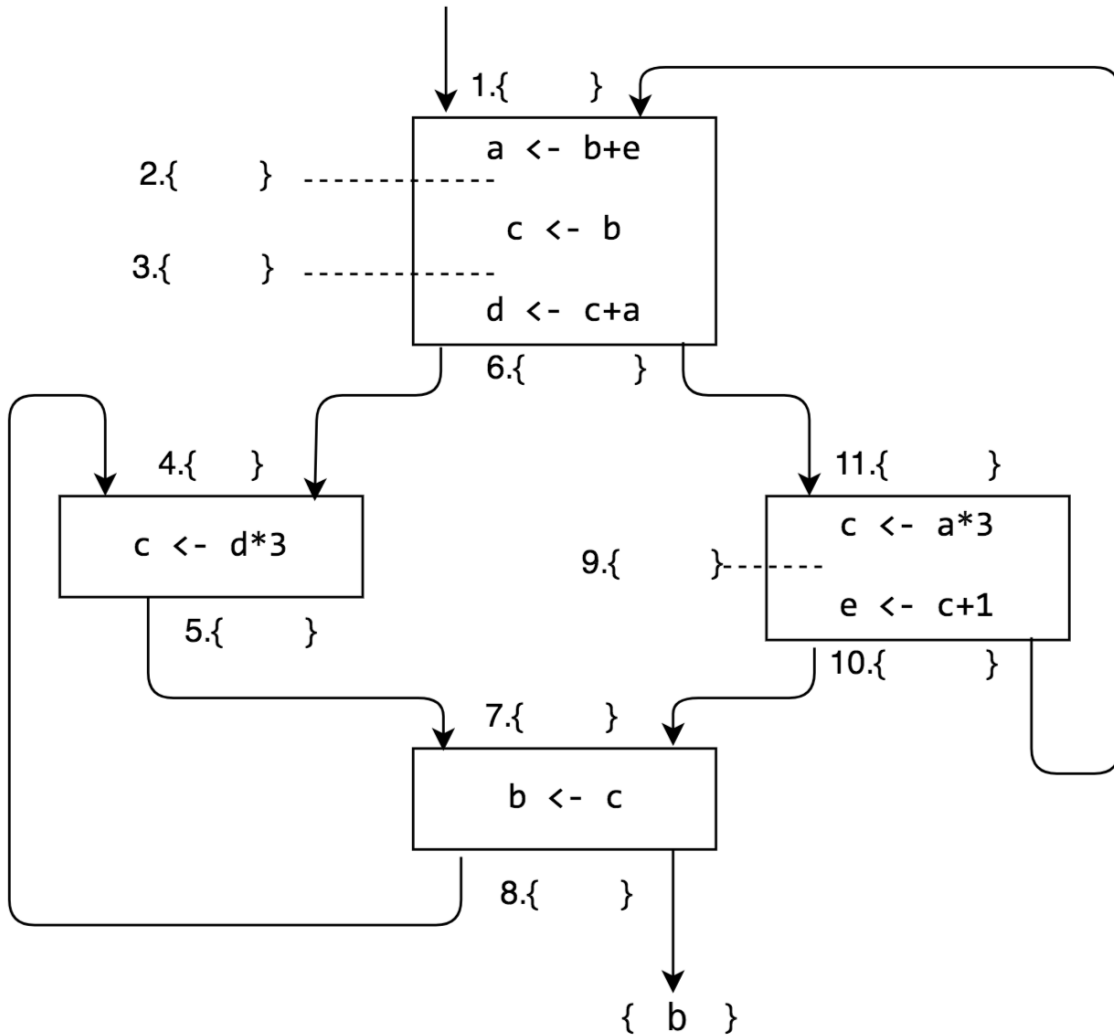 1.{ }
a <- b+e
2.{ }
c <- b
3.{ }
d <- c+a
6.{ }
4.{ }
11.{ }
c <- d*3
c <- a*3
9.{ }
e <- c+1
5.{ }
10.{ }
7.{ }
b <- c
8.{ }
{ b }